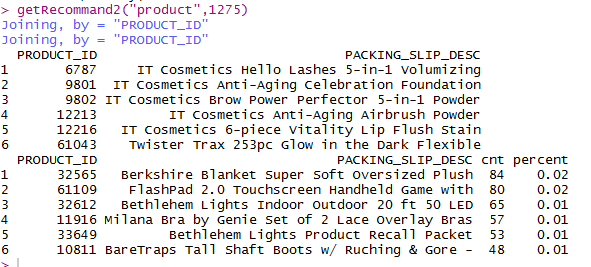 > getRecommand2("product",1275)
Joining, by = "PRODUCT_ID"
Joining, by = "PRODUCT_ID"
PRODUCT_ID PACKING_SLIP_DESC
1 6787 IT Cosmetics Hello Lashes 5-in-1 Volumizing
2 9801 IT Cosmetics Anti-Aging Celebration Foundation
3 9802 IT Cosmetics Brow Power Perfector 5-in-1 Powder
4 12213 IT Cosmetics Anti-Aging Airbrush Powder
5 12216 IT Cosmetics 6-piece Vitality Lip Flush Stain
6 61043 Twister Trax 253pc Glow in the Dark Flexible
PRODUCT_ID PACKING_SLIP_DESC cnt percent
1 32565 Berkshire Blanket Super Soft Oversized Plush 84 0.02
2 61109 FlashPad 2.0 Touchscreen Handheld Game with 80 0.02
3 32612 Bethlehem Lights Indoor Outdoor 20 ft 50 LED 65 0.01
4 11916 Milana Bra by Genie Set of 2 Lace Overlay Bras 57 0.01
5 33649 Bethlehem Lights Product Recall Packet 53 0.01
6 10811 BareTraps Tall Shaft Boots w/ Ruching & Gore - 48 0.01
>